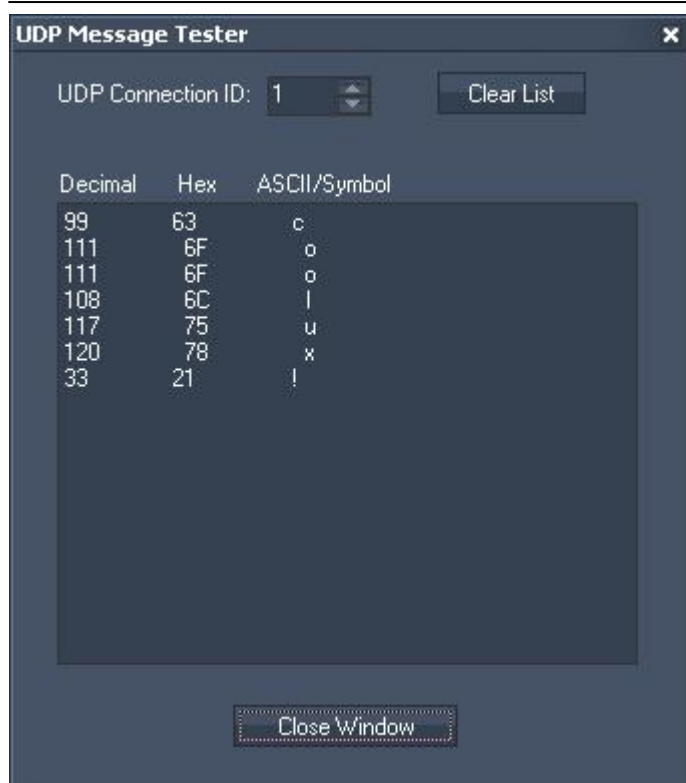 UDP Message Tester
UDP Connection ID: 1 Clear List
Decimal Hex ASCII/Symbol
99 63 c
111 6F o
111 6F o
108 6C l
117 75 u
120 78 x
33 21 !
Close Window